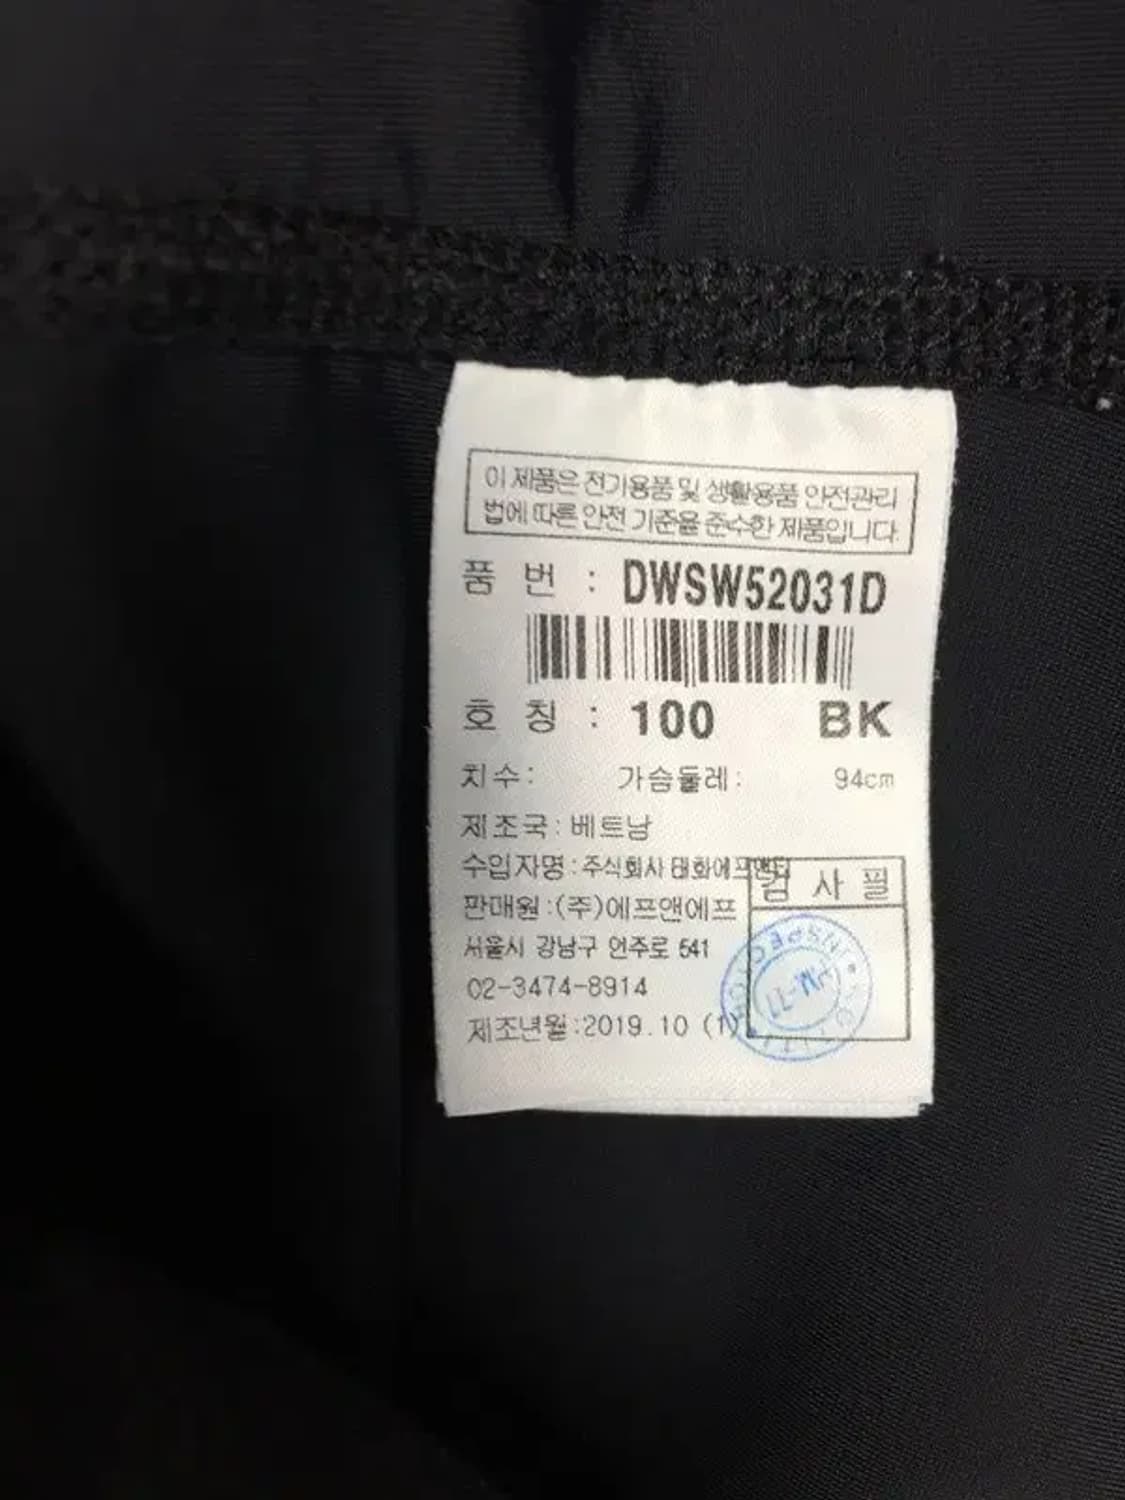 이 제품은 전기용품 및 생활용품 안전관리
법에 따른 안전 기준을 준수한 제품입니다.
품 번 : DWSW52031D
호 칭 : 100 BK
치수: 가슴둘레: 94cm
제조국: 베트남
수입자명: 주식회사 태화에프앤티
검 사 필
판매원:(주)에프앤에프
서울시 강남구 언주로 541
02-3474-8914
제조년월:2019.10 (1)